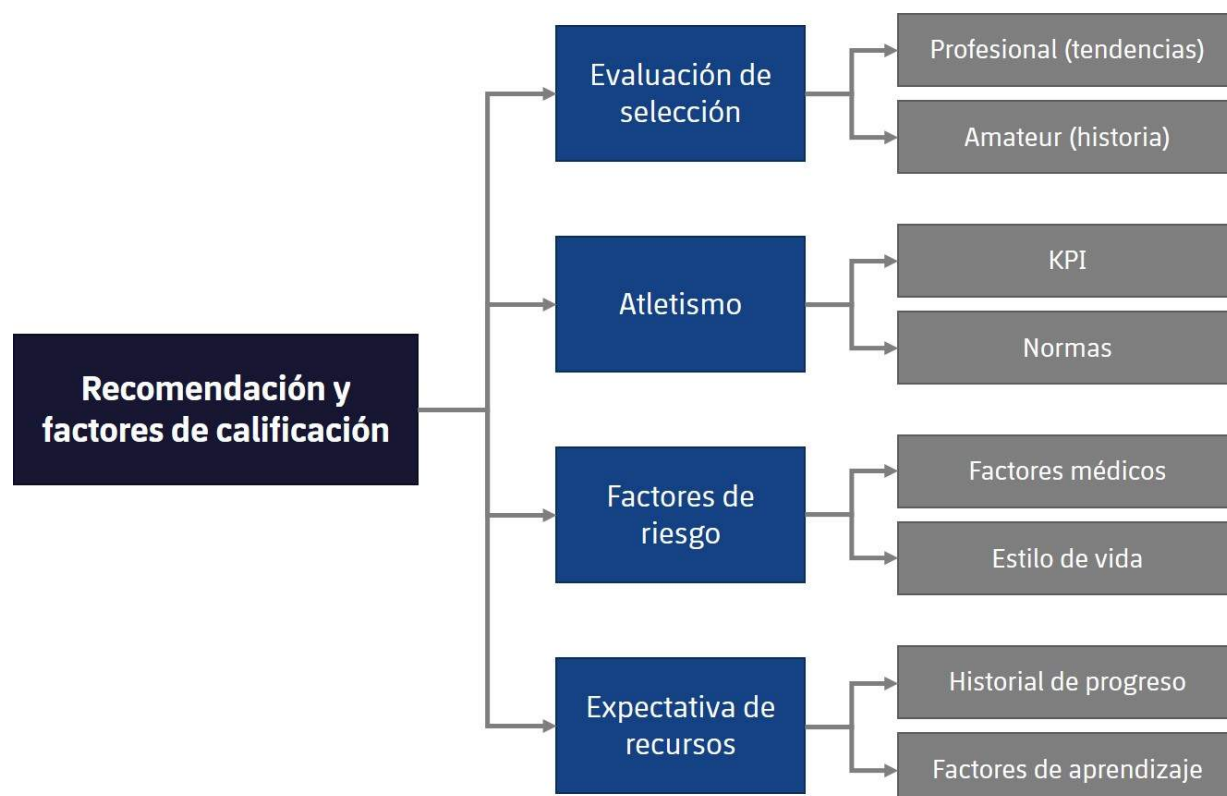 Recomendación y
factores de calificación
Evaluación de
selección
Profesional (tendencias)
Amateur (historia)
Atletismo
KPI
Normas
Factores de
riesgo
Factores médicos
Estilo de vida
Expectativa de
recursos
Historial de progreso
Factores de aprendizaje